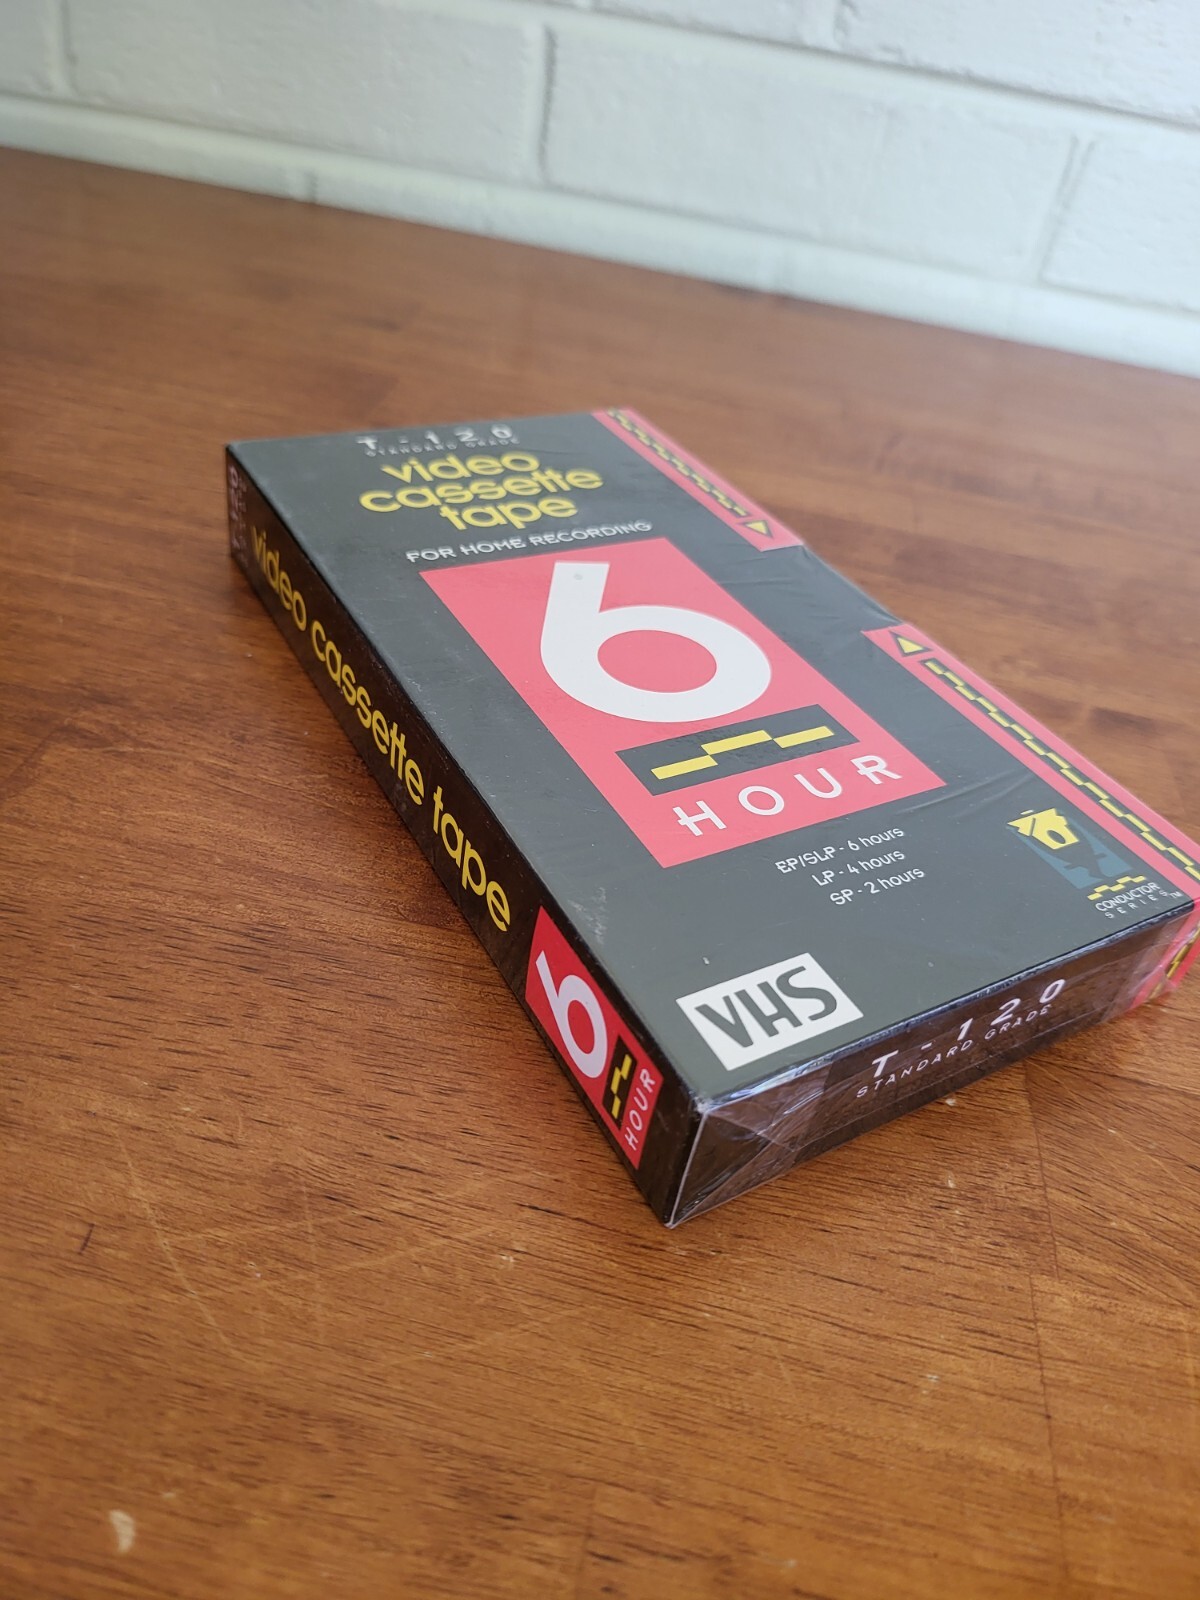 T-120
STANDARD GRADE
video
cassette
tape
FOR HOME RECORDING
6
HOUR
EP/SLP - 6 hours
LP - 4 hours
SP - 2 hours
CONDUCTOR
SERIES™
VHS
video cassette tape
6
HOUR
T-120
STANDARD GRADE